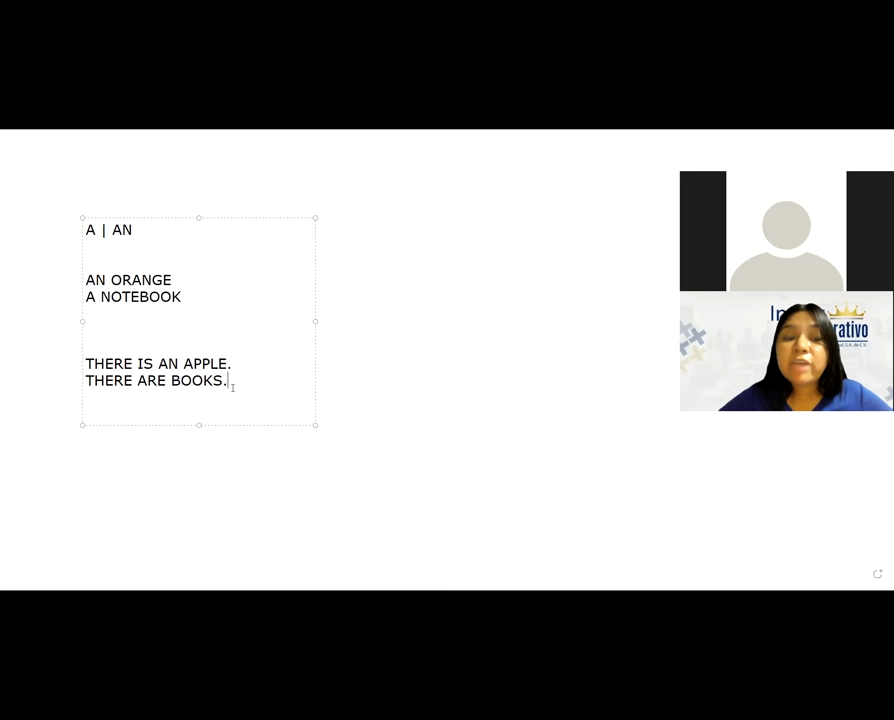 A | AN
AN ORANGE
A NOTEBOOK
THERE IS AN APPLE.
THERE ARE BOOKS.